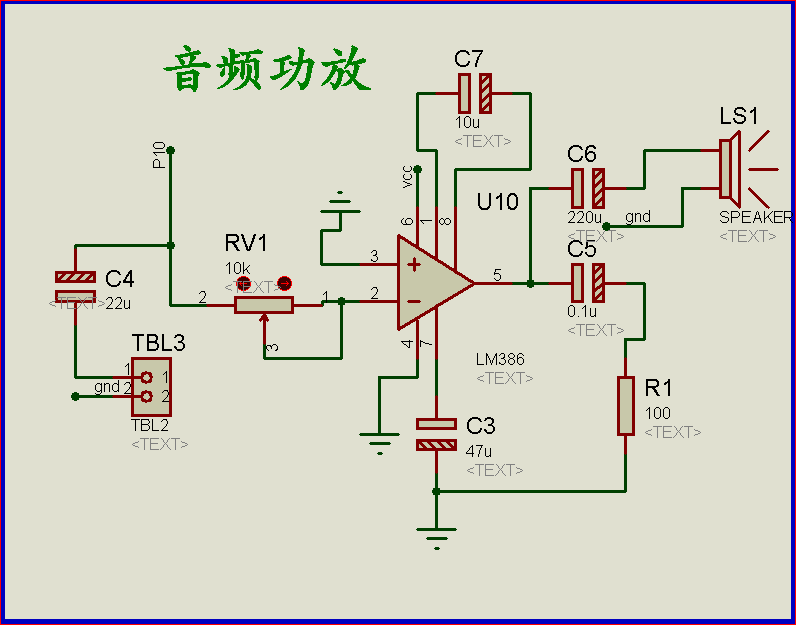 音频功放
C7
10u
<TEXT>
LS1
SPEAKER
<TEXT>
P10
vcc
6
1
8
U10
C6
220u
<TEXT>
gnd
RV1
10k
<TEXT>
2
1
3
3
2
5
4
7
LM386
<TEXT>
C5
0.1u
<TEXT>
C4
22u
<TEXT>
TBL3
1
1
gnd
2
2
TBL2
<TEXT>
R1
100
<TEXT>
C3
47u
<TEXT>